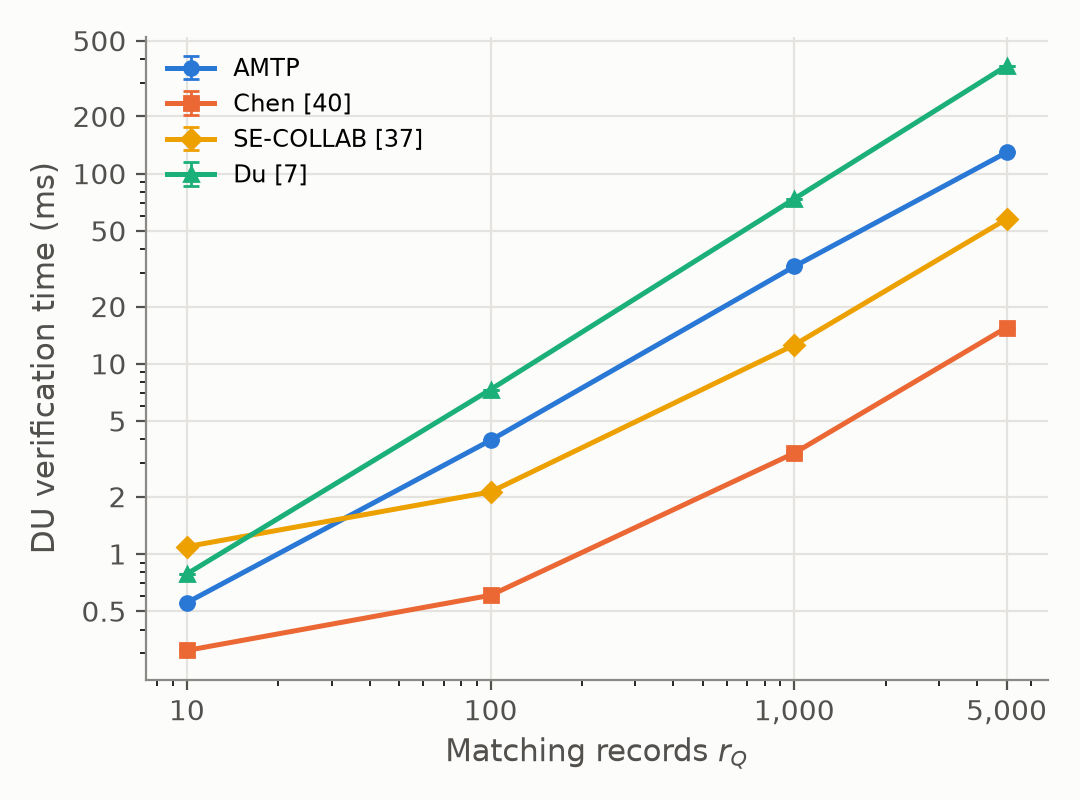 500
200
100
50
20
10
5
2
1
0.5
DU verification time (ms)
AMTP
Chen [40]
SE-COLLAB [37]
Du [7]
10
100
1,000
5,000
Matching records r_Q